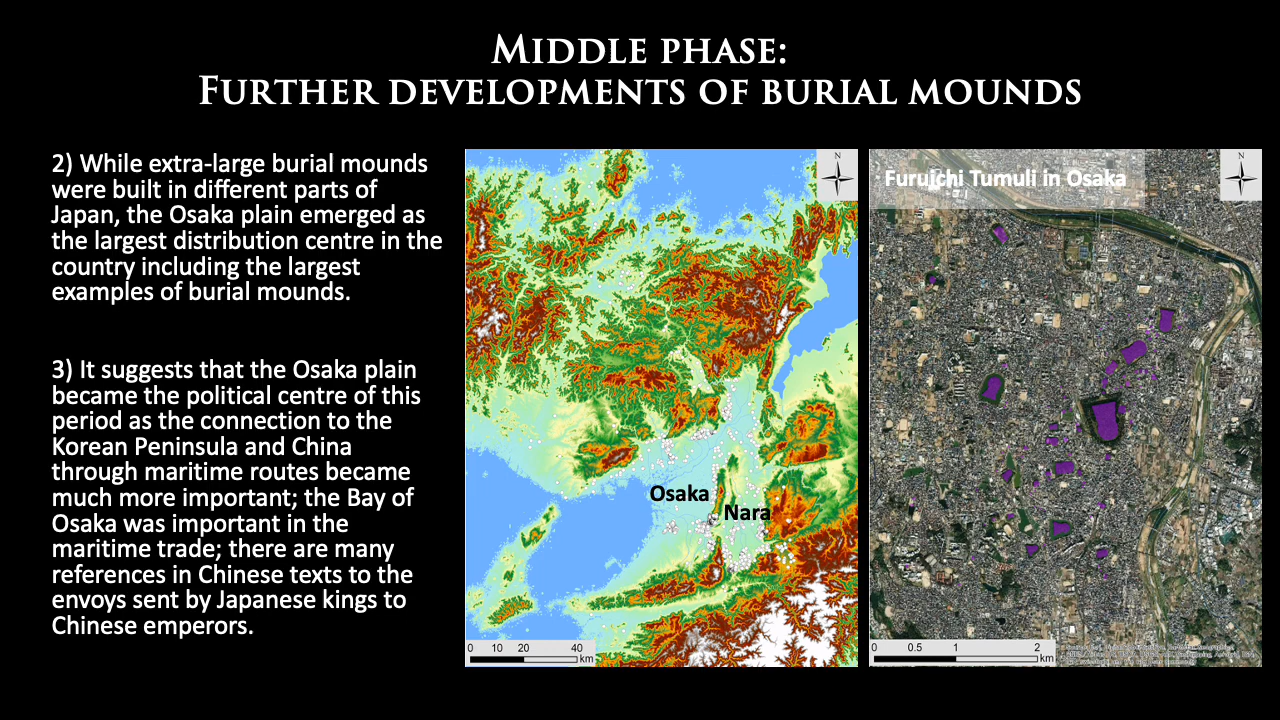 MIDDLE PHASE:
FURTHER DEVELOPMENTS OF BURIAL MOUNDS
2) While extra-large burial mounds
were built in different parts of
Japan, the Osaka plain emerged as
the largest distribution centre in the
country including the largest
examples of burial mounds.
3) It suggests that the Osaka plain
became the political centre of this
period as the connection to the
Korean Peninsula and China
through maritime routes became
much more important; the Bay of
Osaka was important in the
maritime trade; there are many
references in Chinese texts to the
envoys sent by Japanese kings to
Chinese emperors.
N
Osaka
Nara
0 10 20 40
km
Furuichi Tumuli in Osaka
N
0 0.5 1 2
km